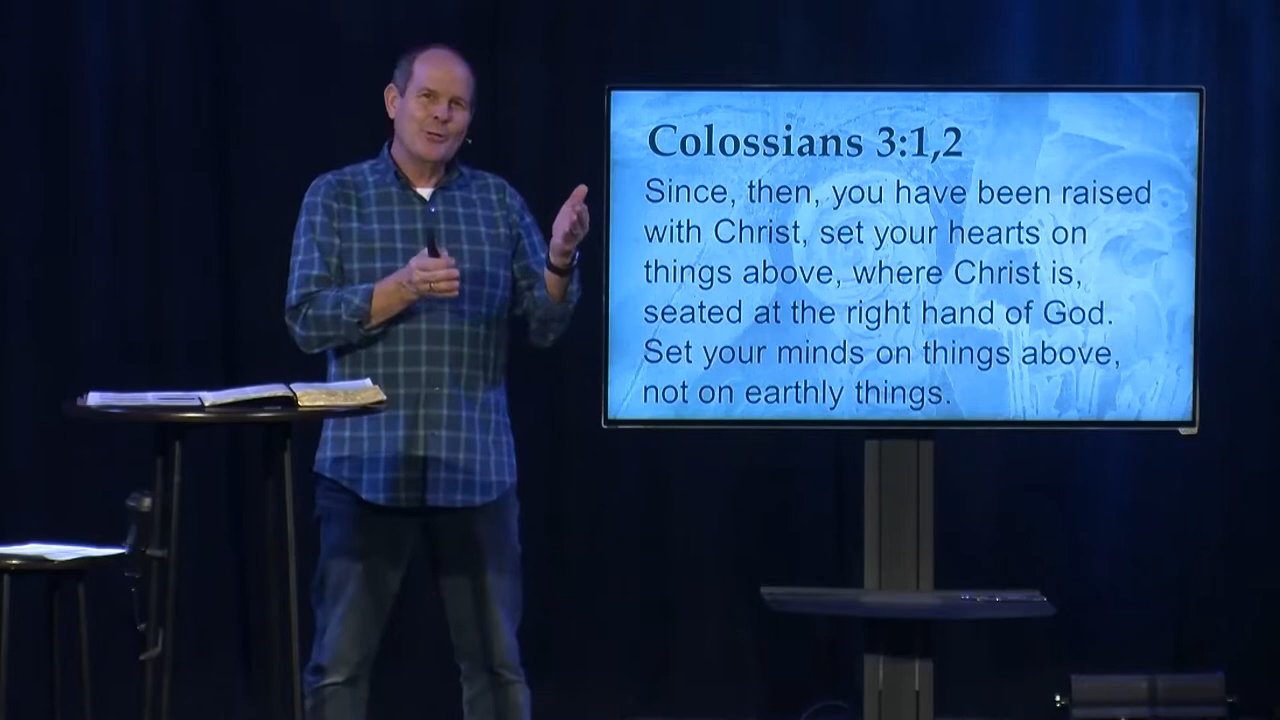 Colossians 3:1,2
Since, then, you have been raised
with Christ, set your hearts on
things above, where Christ is,
seated at the right hand of God.
Set your minds on things above,
not on earthly things.